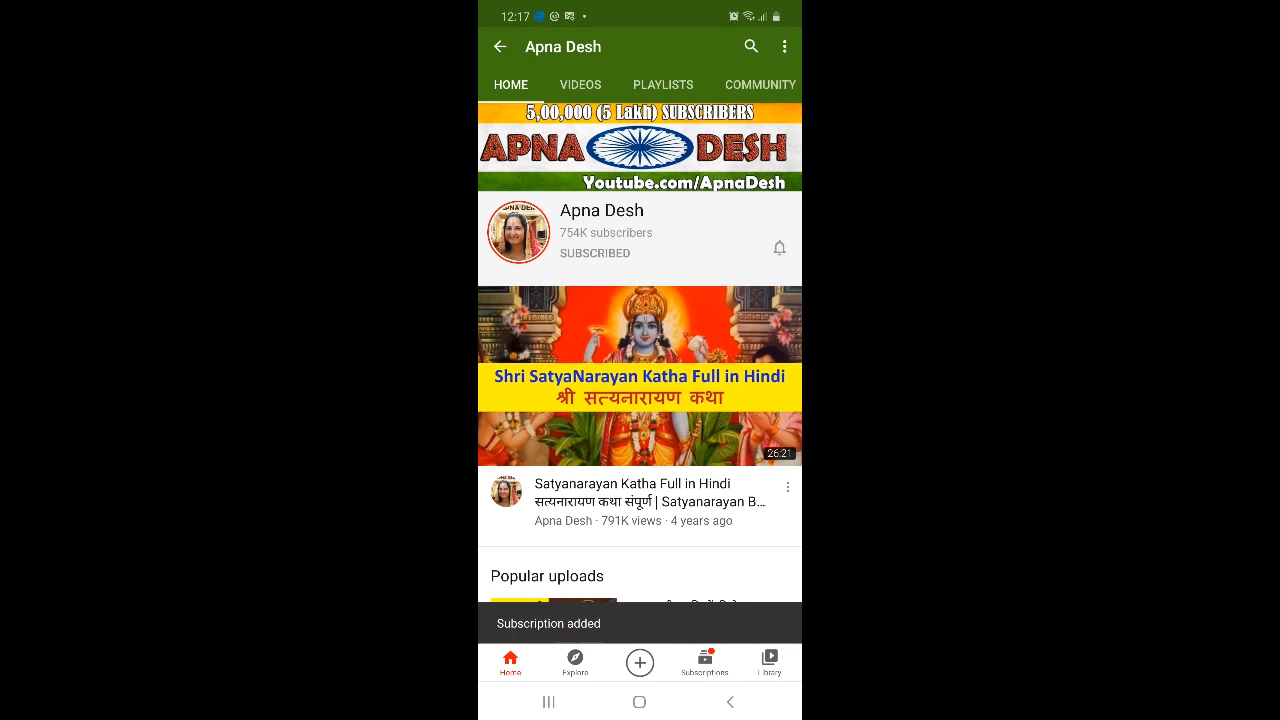 12:17
Apna Desh
HOME VIDEOS PLAYLISTS COMMUNITY
5,00,000 (5 Lakh) SUBSCRIBERS
APNA DESH
Youtube.com/ApnaDesh
Apna Desh
754K subscribers
SUBSCRIBED
Shri SatyaNarayan Katha Full in Hindi
श्री सत्यनारायण कथा
26:21
Satyanarayan Katha Full in Hindi
सत्यनारायण कथा संपूर्ण | Satyanarayan B...
Apna Desh · 791K views · 4 years ago
Popular uploads
Subscription added
Home Explore Subscriptions Library